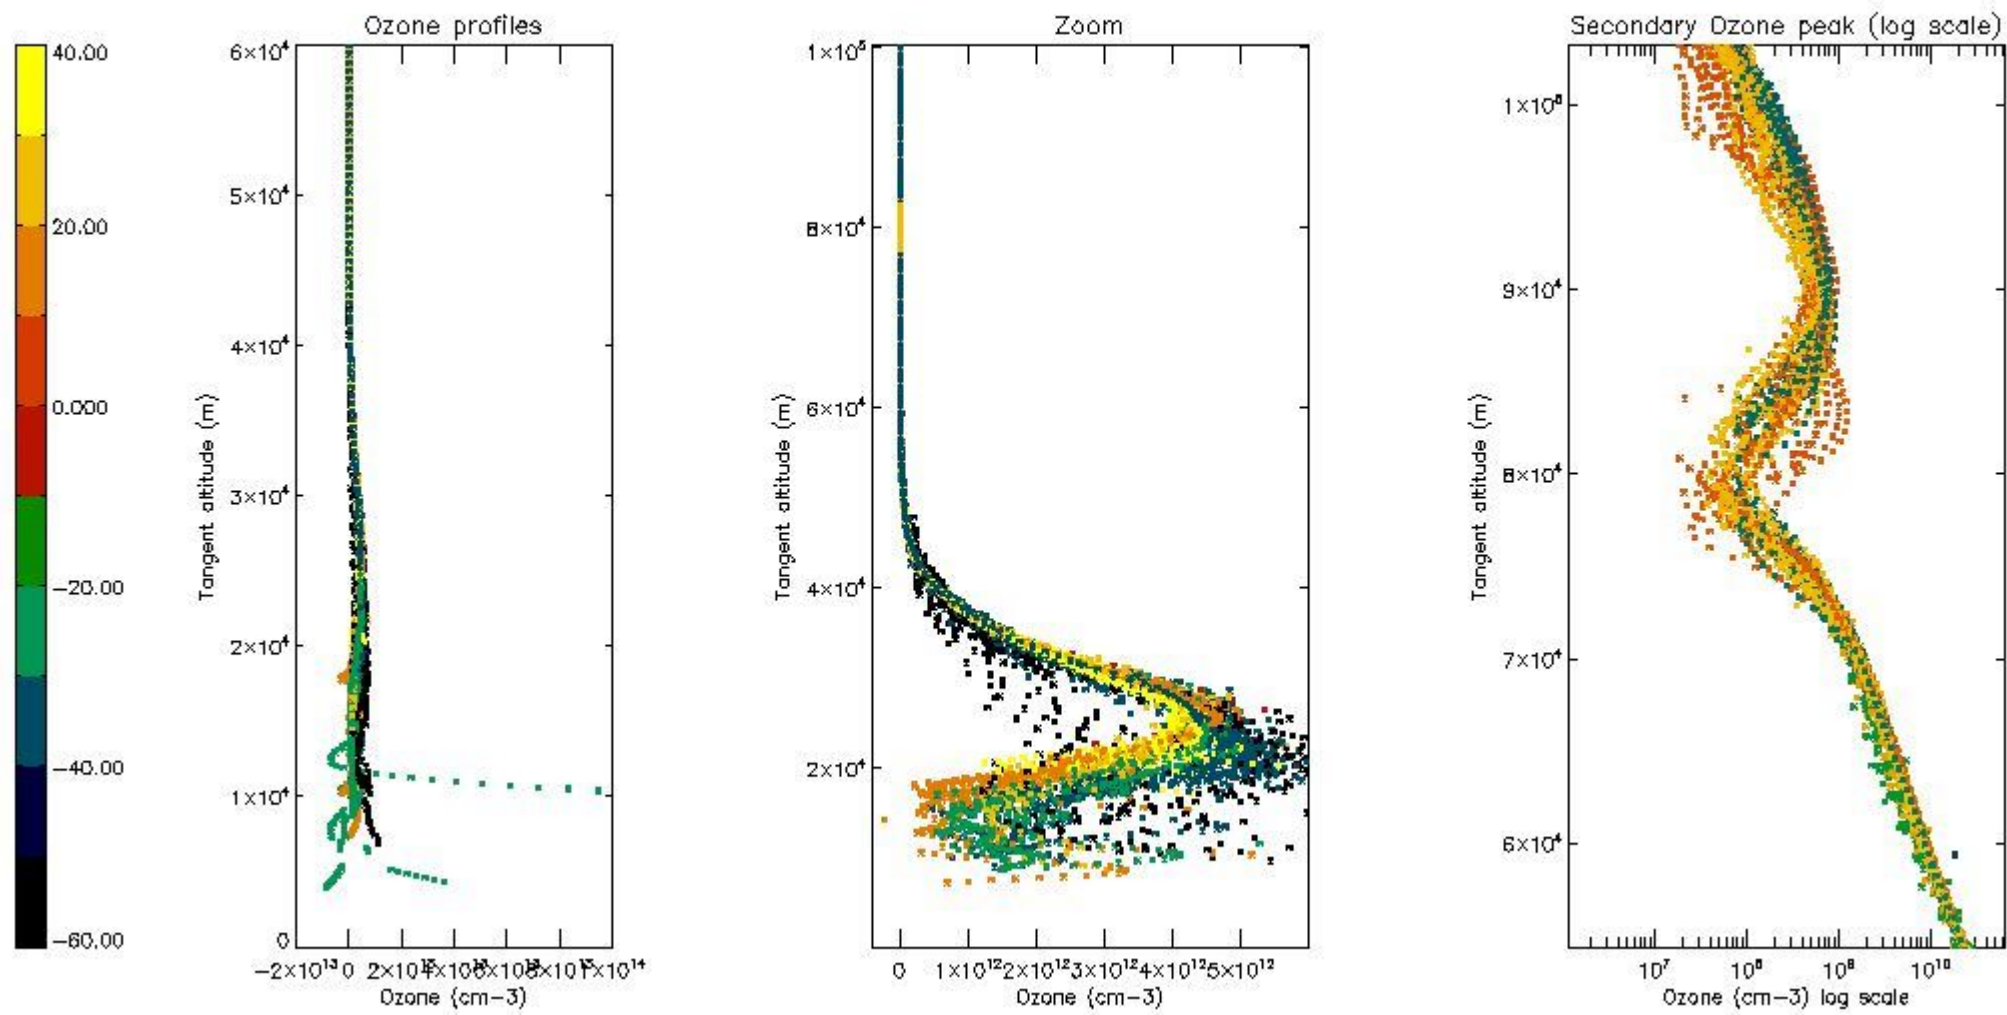 Ozone profiles
Zoom
Secondary Ozone peak (log scale)
40.00
20.00
0.000
−20.00
−40.00
−60.00
6×10⁴
5×10⁴
4×10⁴
3×10⁴
2×10⁴
1×10⁴
0
Tangent altitude (m)
−2×10¹³ 0
1×10¹⁴
Ozone (cm−3)
1×10⁵
8×10⁴
6×10⁴
4×10⁴
2×10⁴
Tangent altitude (m)
0 1×10¹² 2×10¹² 3×10¹² 4×10¹² 5×10¹²
Ozone (cm−3)
9×10⁴
8×10⁴
7×10⁴
6×10⁴
Tangent altitude (m)
10⁷ 10⁸ 10⁹ 10¹⁰
Ozone (cm−3) log scale